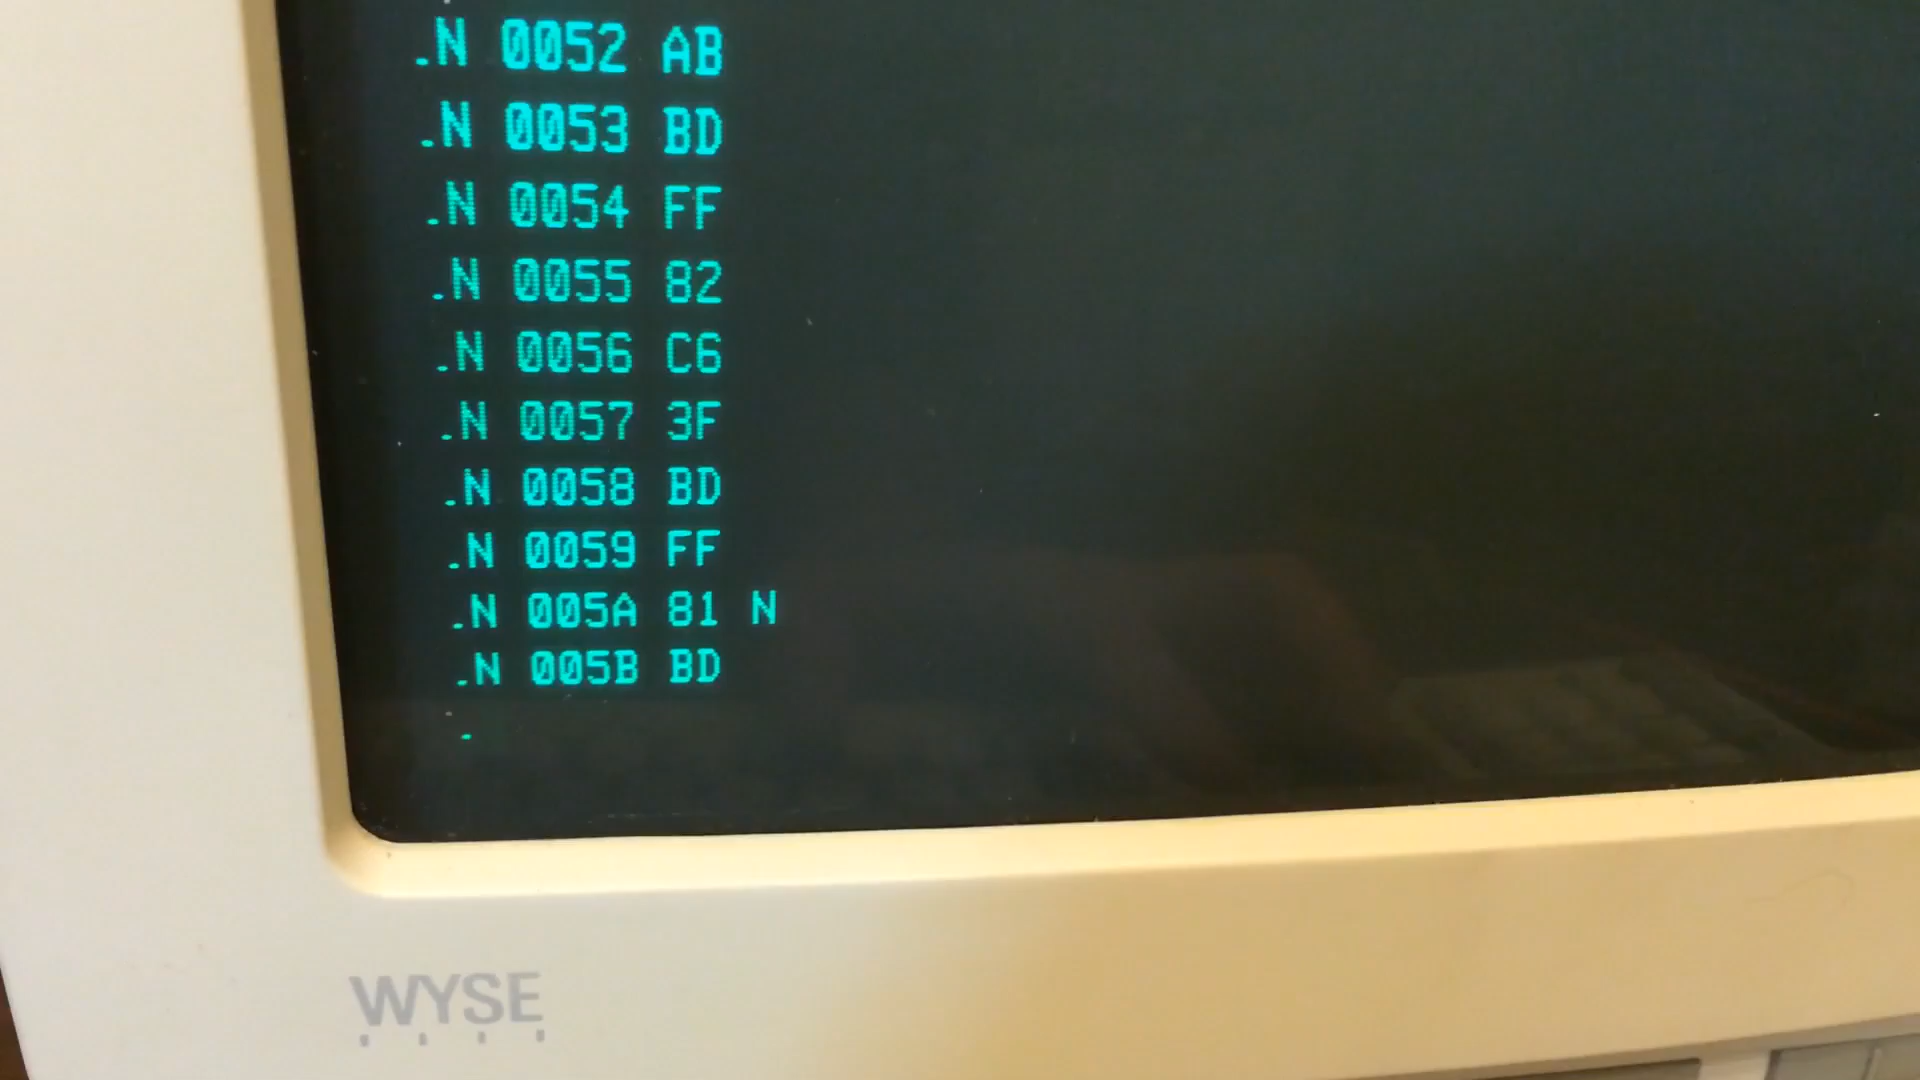 .N 0052 AB
.N 0053 BD
.N 0054 FF
.N 0055 82
.N 0056 C6
.N 0057 3F
.N 0058 BD
.N 0059 FF
.N 005A 81 N
.N 005B BD
.
WYSE